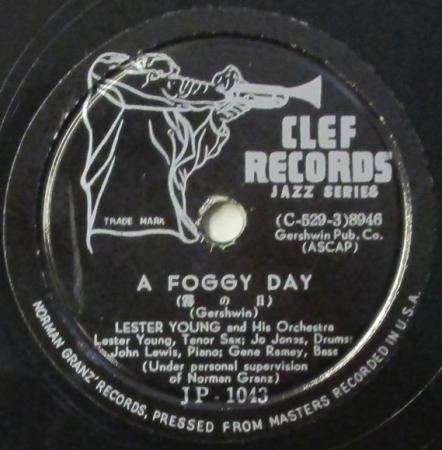 TRADE MARK
CLEF
RECORDS
JAZZ SERIES
(C-529-3)8946
Gershwin Pub. Co.
(ASCAP)
A FOGGY DAY
(霧の日)
(Gershwin)
LESTER YOUNG and His Orchestra
Lester Young, Tenor Sax; Jo Jones, Drums;
John Lewis, Piano; Gene Ramey, Bass
(Under personal supervision
of Norman Granz)
JP-1043
NORMAN GRANZ' RECORDS, PRESSED FROM MASTERS RECORDED IN U.S.A.